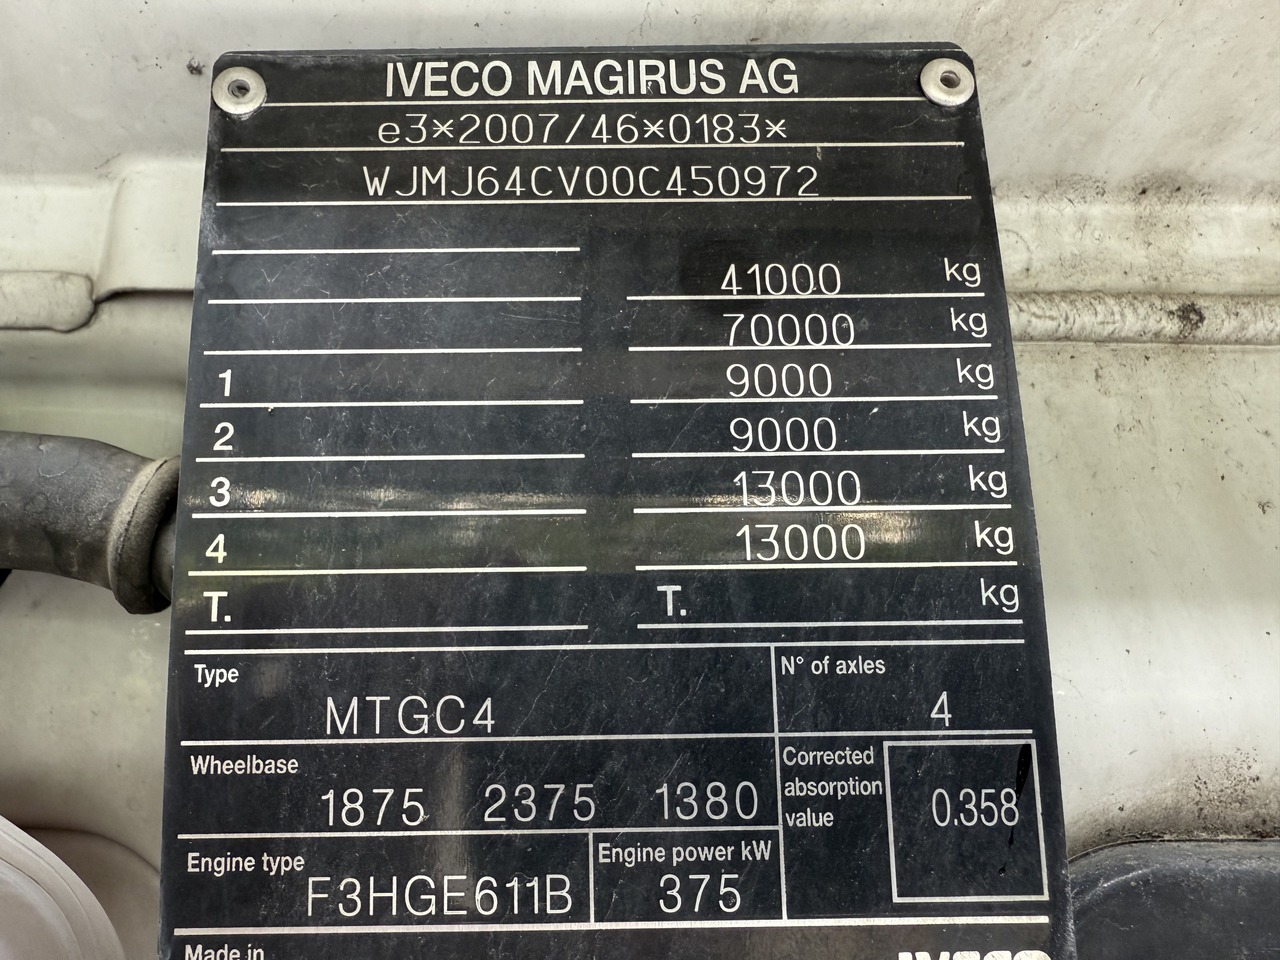 IVECO MAGIRUS AG
e3*2007/46*0183*
WJMJ64CV00C450972
41000 kg
70000 kg
1 9000 kg
2 9000 kg
3 13000 kg
4 13000 kg
T. T. kg
Type N° of axles
MTGC4 4
Wheelbase Corrected absorption value
1875 2375 1380 0.358
Engine type Engine power kW
F3HGE611B 375
Made in IVECO